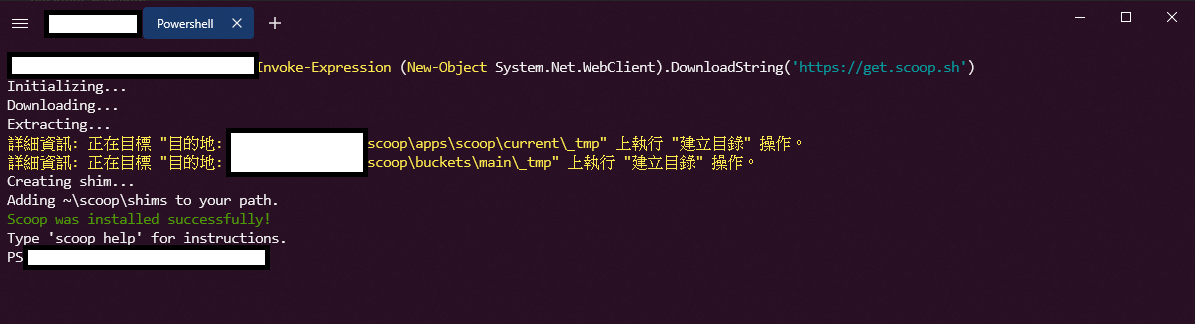 Powershell
Invoke-Expression (New-Object System.Net.WebClient).DownloadString('https://get.scoop.sh')
Initializing...
Downloading...
Extracting...
詳細資訊: 正在目標 "目的地: scoop\apps\scoop\current\_tmp" 上執行 "建立目錄" 操作。
詳細資訊: 正在目標 "目的地: scoop\buckets\main\_tmp" 上執行 "建立目錄" 操作。
Creating shim...
Adding ~\scoop\shims to your path.
Scoop was installed successfully!
Type 'scoop help' for instructions.
PS